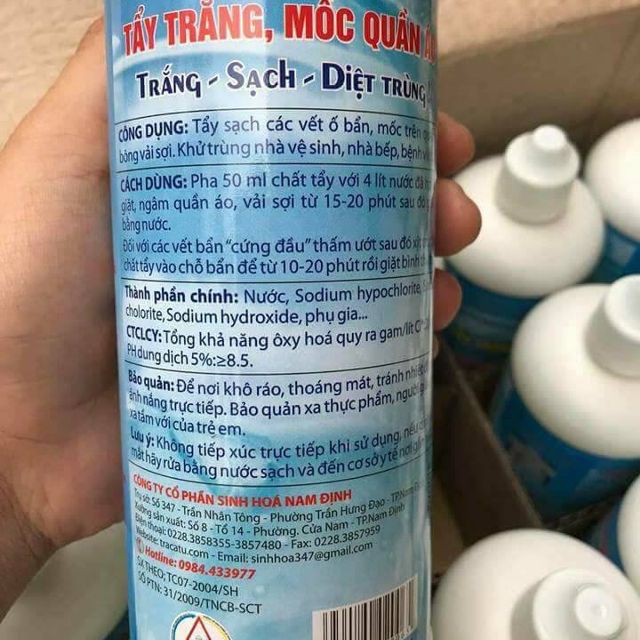 TẨY TRẮNG, MỐC QUẦN
TRẮNG - SẠCH - DIỆT TRÙNG
CÔNG DỤNG: Tẩy sạch các vết ố bẩn, mốc trên
bông vải sợi. Khử trùng nhà vệ sinh, nhà bếp, bệnh
CÁCH DÙNG: Pha 50 ml chất tẩy với 4 lít nước đã
giặt, ngâm quần áo, vải sợi từ 15-20 phút sau đó
bằng nước.
Đối với các vết bẩn “cứng đầu” thấm ướt sau đó
chất tẩy vào chỗ bẩn để từ 10-20 phút rồi giặt bình
Thành phần chính: Nước, Sodium hypochlorite,
cholorite, Sodium hydroxide, phụ gia...
CTCLCY: Tổng khả năng ôxy hoá quy ra gam/lít
PH dung dịch 5%:≥8.5.
Bảo quản: Để nơi khô ráo, thoáng mát, tránh
ánh nắng trực tiếp. Bảo quản xa thực phẩm, người
xa tầm với của trẻ em.
Lưu ý: Không tiếp xúc trực tiếp khi sử dụng,
mắt hãy rửa bằng nước sạch và đến cơ sở y tế nơi
CÔNG TY CỔ PHẦN SINH HOÁ NAM ĐỊNH
Trụ sở: Số 347 - Trần Nhân Tông - Phường Trần Hưng Đạo - TP.Nam
Xưởng sản xuất: Số 8 - Tổ 14 - Phường. Cửa Nam - TP.Nam Định
Điện thoại: 0228.3858355-3857480 - Fax: 0228.3857959
Website: tracatu.com - Email: sinhhoa347@gmail.com
Hotline: 0984.433977
SX THEO; TC07-2004/SH
SỐ PTN: 31/2009/TNCB-SCT